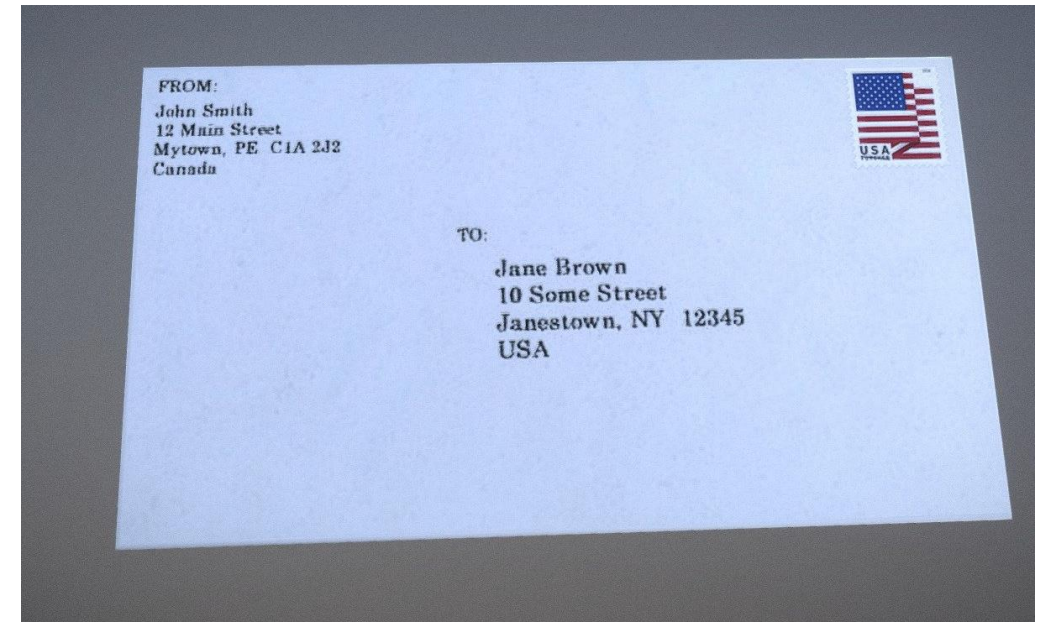 FROM:
John Smith
12 Main Street
Mytown, PE C1A 2J2
Canada
USA
TO:
Jane Brown
10 Some Street
Janestown, NY 12345
USA